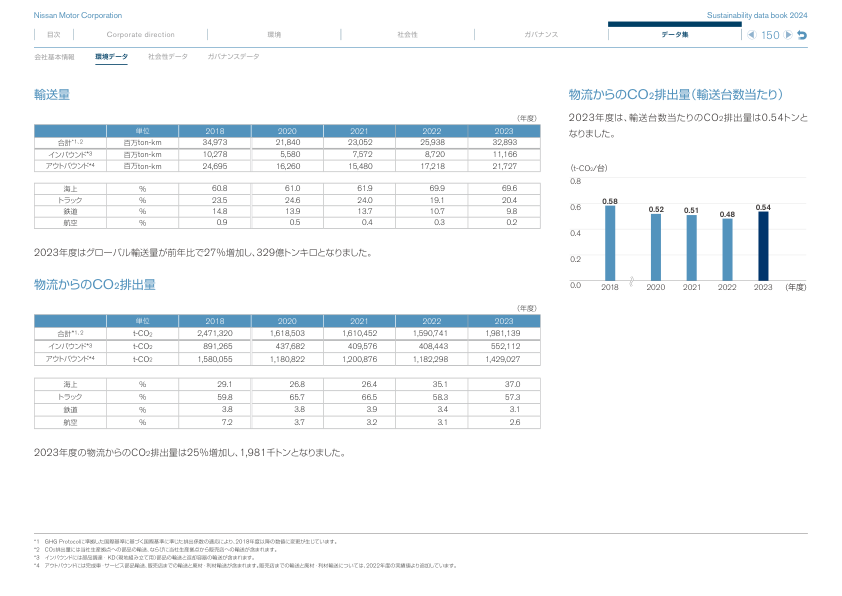 Nissan Motor Corporation
Sustainability data book 2024
目次 Corporate direction 環境 社会性 ガバナンス データ集 150
会社基本情報 環境データ 社会性データ ガバナンスデータ
輸送量
(年度)
単位 2018 2020 2021 2022 2023
合計*1、2 百万ton-km 34,973 21,840 23,052 25,938 32,893
インバウンド*3 百万ton-km 10,278 5,580 7,572 8,720 11,166
アウトバウンド*4 百万ton-km 24,695 16,260 15,480 17,218 21,727
海上 % 60.8 61.0 61.9 69.9 69.6
トラック % 23.5 24.6 24.0 19.1 20.4
鉄道 % 14.8 13.9 13.7 10.7 9.8
航空 % 0.9 0.5 0.4 0.3 0.2
2023年度はグローバル輸送量が前年比で27%増加し、329億トンキロとなりました。
物流からのCO2排出量
(年度)
単位 2018 2020 2021 2022 2023
合計*1、2 t-CO2 2,471,320 1,618,503 1,610,452 1,590,741 1,981,139
インバウンド*3 t-CO2 891,265 437,682 409,576 408,443 552,112
アウトバウンド*4 t-CO2 1,580,055 1,180,822 1,200,876 1,182,298 1,429,027
海上 % 29.1 26.8 26.4 35.1 37.0
トラック % 59.8 65.7 66.5 58.3 57.3
鉄道 % 3.8 3.8 3.9 3.4 3.1
航空 % 7.2 3.7 3.2 3.1 2.6
2023年度の物流からのCO2排出量は25%増加し、1,981千トンとなりました。
物流からのCO2排出量(輸送台数当たり)
2023年度は、輸送台数当たりのCO2排出量は0.54トンと
なりました。
(t-CO2/台)
0.8
0.6
0.4
0.2
0.0
0.58 0.52 0.51 0.48 0.54
2018 2020 2021 2022 2023 (年度)
*1 GHG Protocolに準拠した国際基準に基づく国際基準に準じた排出係数の適応により、2018年度以降の数値に変更が生じています。
*2 CO2排出量には当社生産拠点への部品の輸送、ならびに当社生産拠点から販売店への輸送が含まれます。
*3 インバウンドには部品調達・KD(現地組み立て用)部品の輸送と空却容器の輸送が含まれます。
*4 アウトバウンドには完成車・サービス部品輸送、販売店までの輸送と廃材・列材輸送が含まれます。販売店までの輸送と廃材・列材輸送については、2022年度の実績値より追加しています。